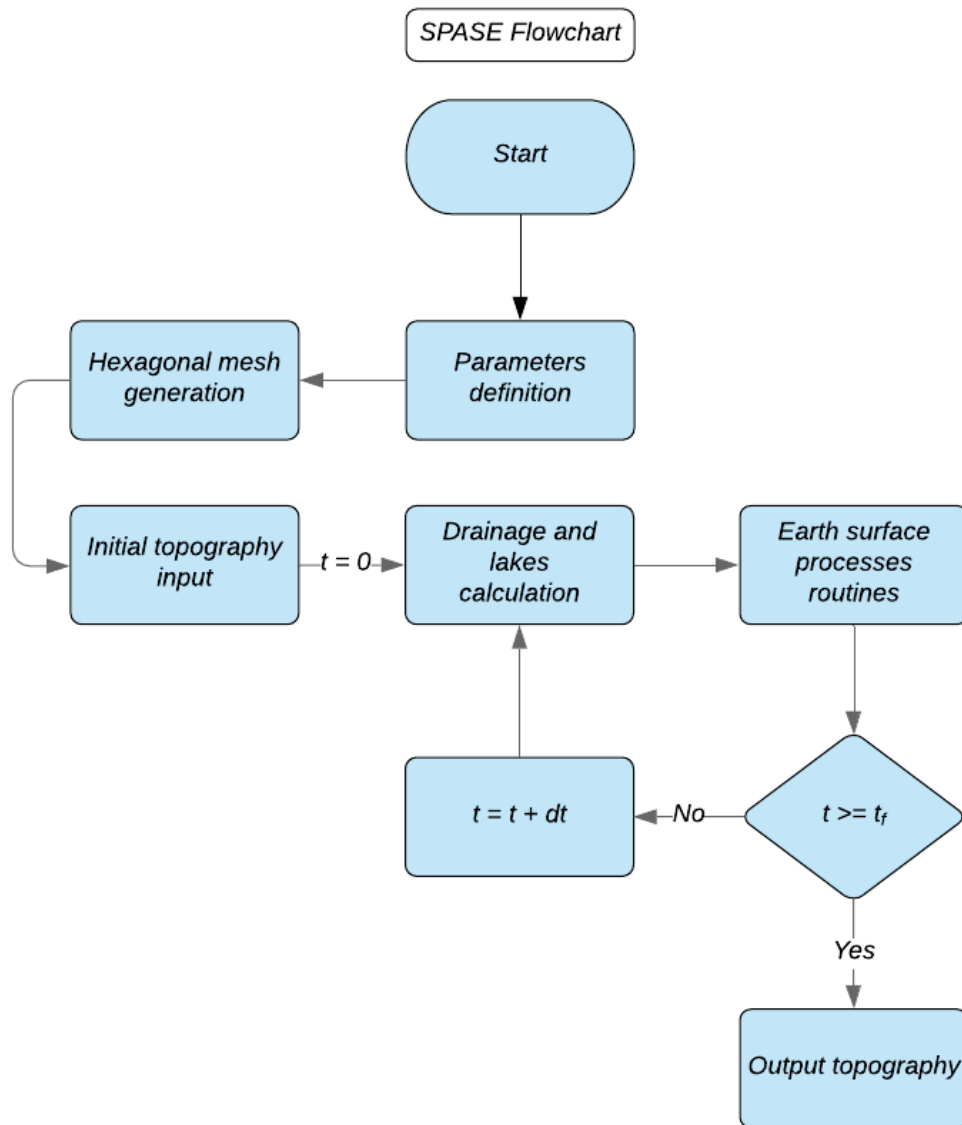 SPASE Flowchart
Start
Hexagonal mesh
generation
Parameters
definition
Initial topography
input
t = 0
Drainage and
lakes
calculation
Earth surface
processes
routines
t = t + dt
No
t >= t_f
Yes
Output topography